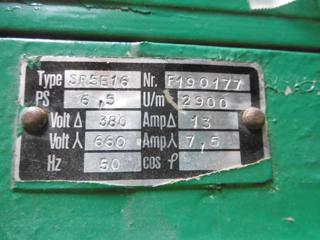 Type SP5E16 Nr. F190177
PS 6,5 U/m 2900
Volt Δ 380 Amp Δ 13
Volt ⅄ 660 Amp ⅄ 7,5
Hz 50 cos φ